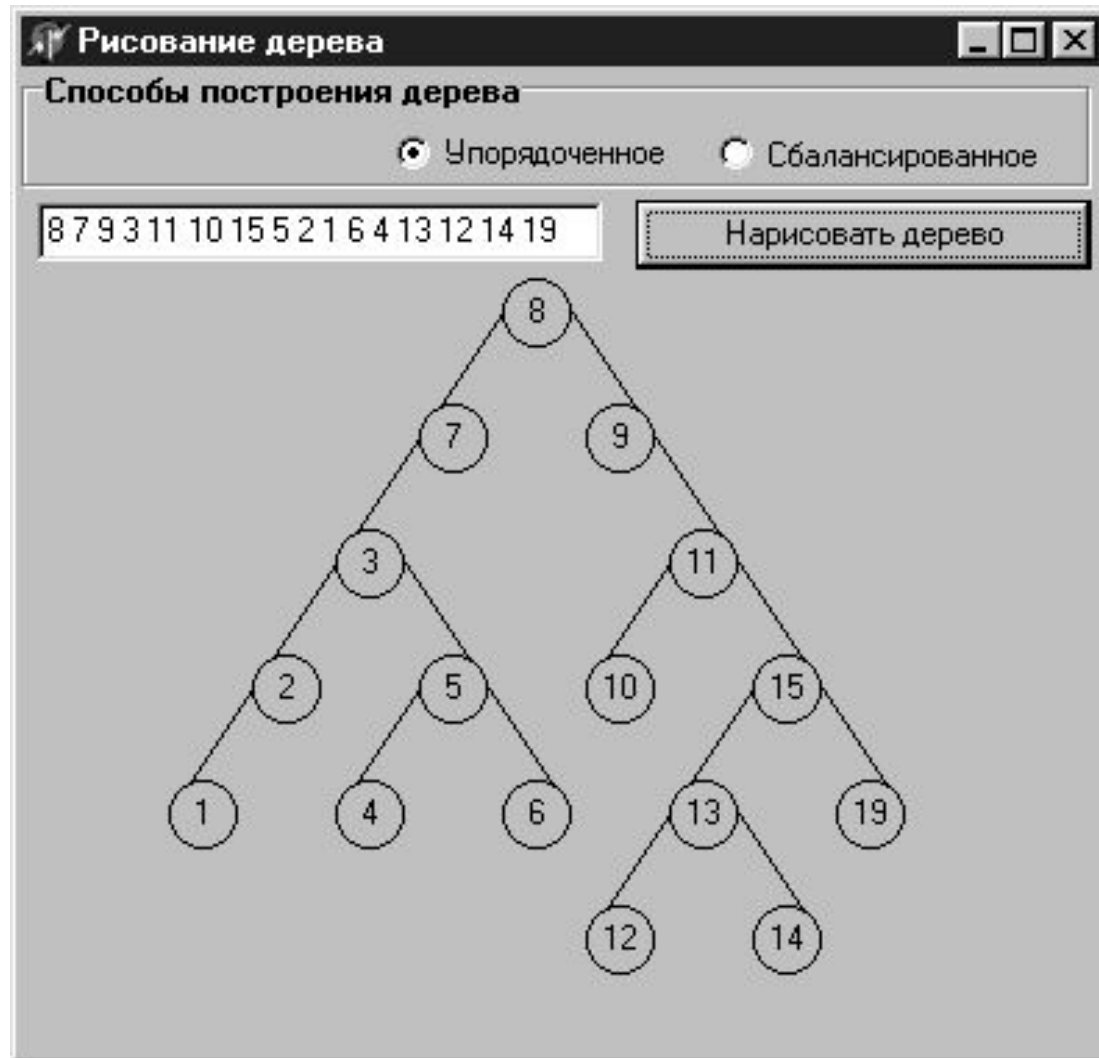 Рисование дерева
Способы построения дерева
Упорядоченное Сбалансированное
8 7 9 3 11 10 15 5 2 1 6 4 13 12 14 19 Нарисовать дерево
8
7 9
3 11
2 5 10 15
1 4 6 13 19
12 14